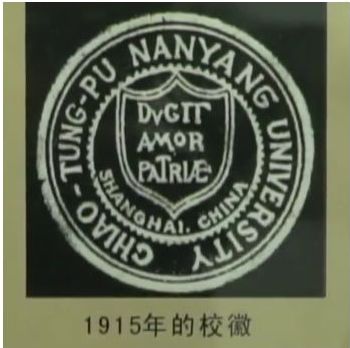 CHIAO-TUNG-PU NANYANG UNIVERSITY
DVCIT
AMOR
PATRIÆ
SHANGHAI, CHINA
1915年的校徽